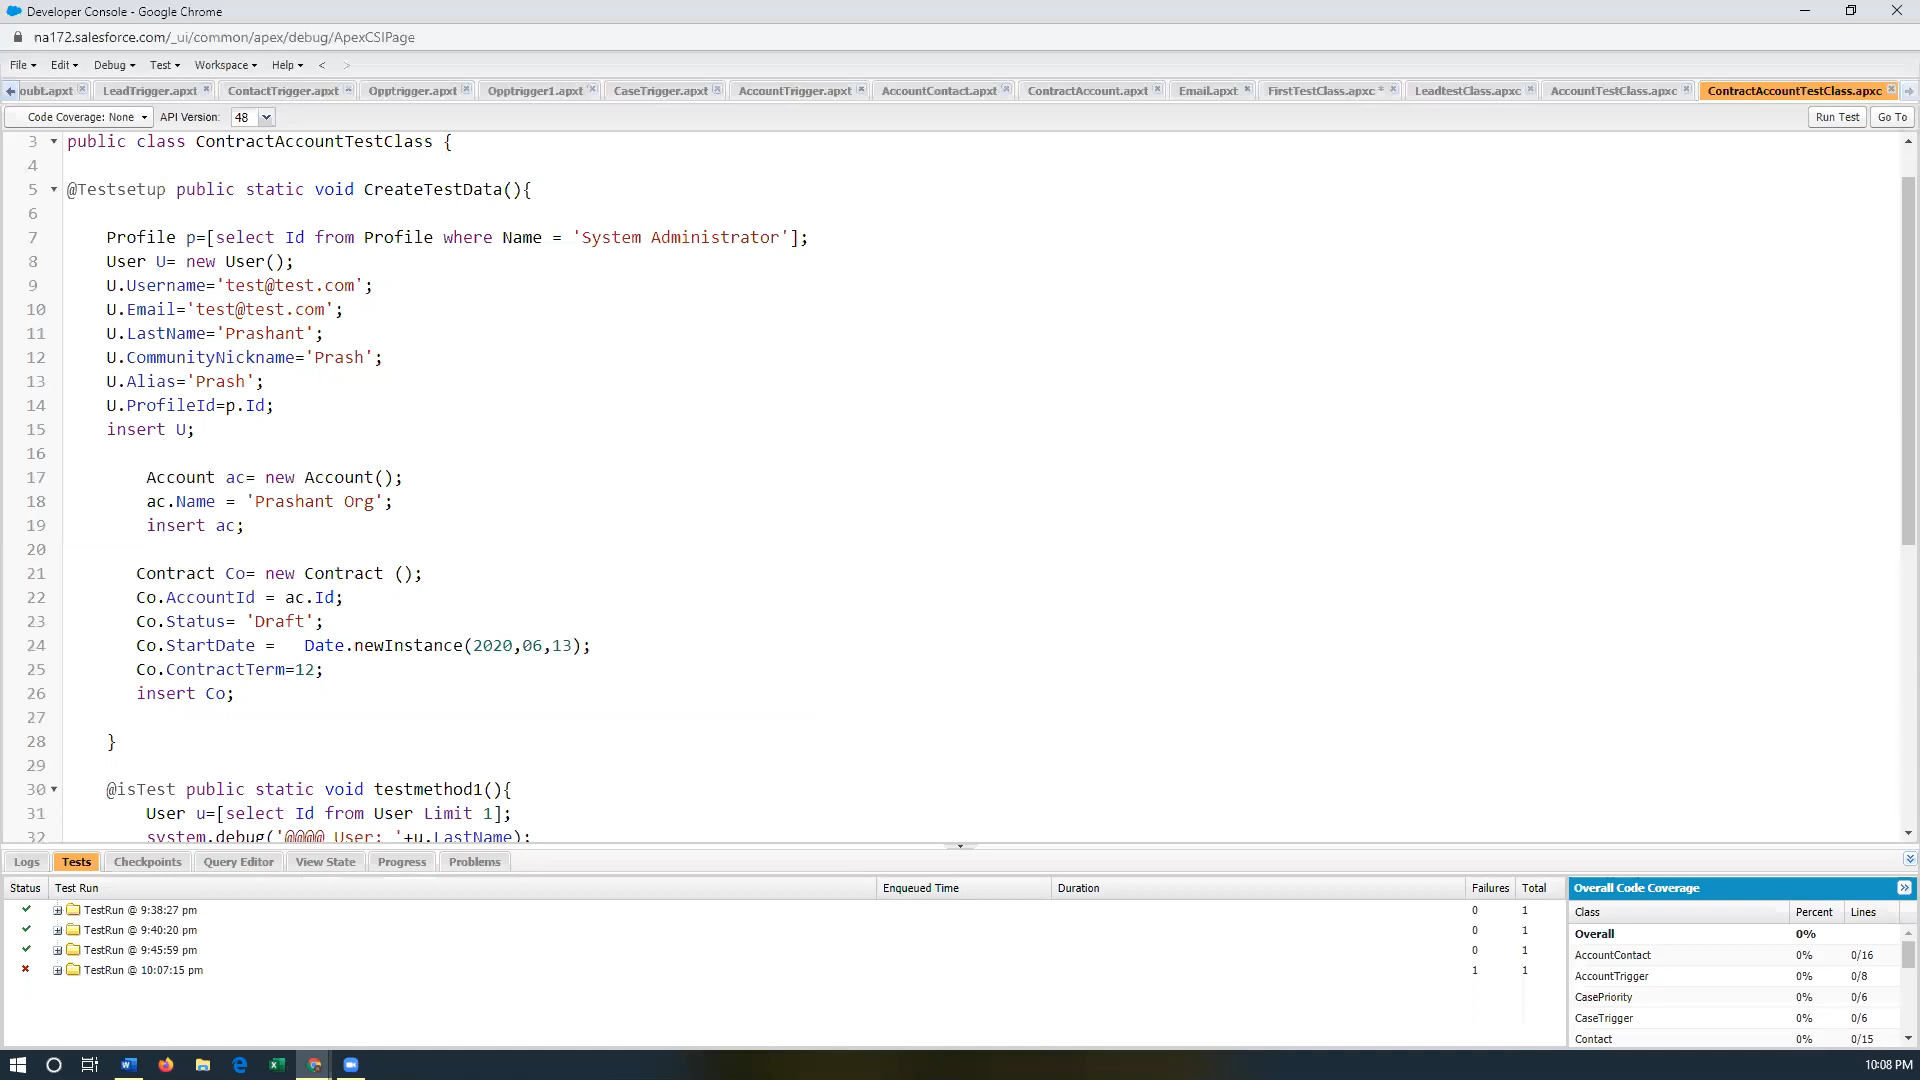 Developer Console - Google Chrome
na172.salesforce.com/_ui/common/apex/debug/ApexCSIPage
File Edit Debug Test Workspace Help < >
oubt.apxt LeadTrigger.apxt ContactTrigger.apxt Opptrigger.apxt Opptrigger1.apxt CaseTrigger.apxt AccountTrigger.apxt AccountContact.apxt ContractAccount.apxt Email.apxt FirstTestClass.apxc * LeadtestClass.apxc AccountTestClass.apxc ContractAccountTestClass.apxc
Code Coverage: None API Version: 48 Run Test Go To
3 public class ContractAccountTestClass {
4
5 @Testsetup public static void CreateTestData(){
6
7 Profile p=[select Id from Profile where Name = 'System Administrator'];
8 User U= new User();
9 U.Username='test@test.com';
10 U.Email='test@test.com';
11 U.LastName='Prashant';
12 U.CommunityNickname='Prash';
13 U.Alias='Prash';
14 U.ProfileId=p.Id;
15 insert U;
16
17 Account ac= new Account();
18 ac.Name = 'Prashant Org';
19 insert ac;
20
21 Contract Co= new Contract ();
22 Co.AccountId = ac.Id;
23 Co.Status= 'Draft';
24 Co.StartDate = Date.newInstance(2020,06,13);
25 Co.ContractTerm=12;
26 insert Co;
27
28 }
29
30 @isTest public static void testmethod1(){
31 User u=[select Id from User Limit 1];
32 system.debug('@@@@ User: '+u.LastName);
Logs Tests Checkpoints Query Editor View State Progress Problems
Status Test Run Enqueued Time Duration Failures Total
TestRun @ 9:38:27 pm 0 1
TestRun @ 9:40:20 pm 0 1
TestRun @ 9:45:59 pm 0 1
TestRun @ 10:07:15 pm 1 1
Overall Code Coverage
Class Percent Lines
Overall 0%
AccountContact 0% 0/16
AccountTrigger 0% 0/8
CasePriority 0% 0/6
CaseTrigger 0% 0/6
Contact 0% 0/15
10:08 PM